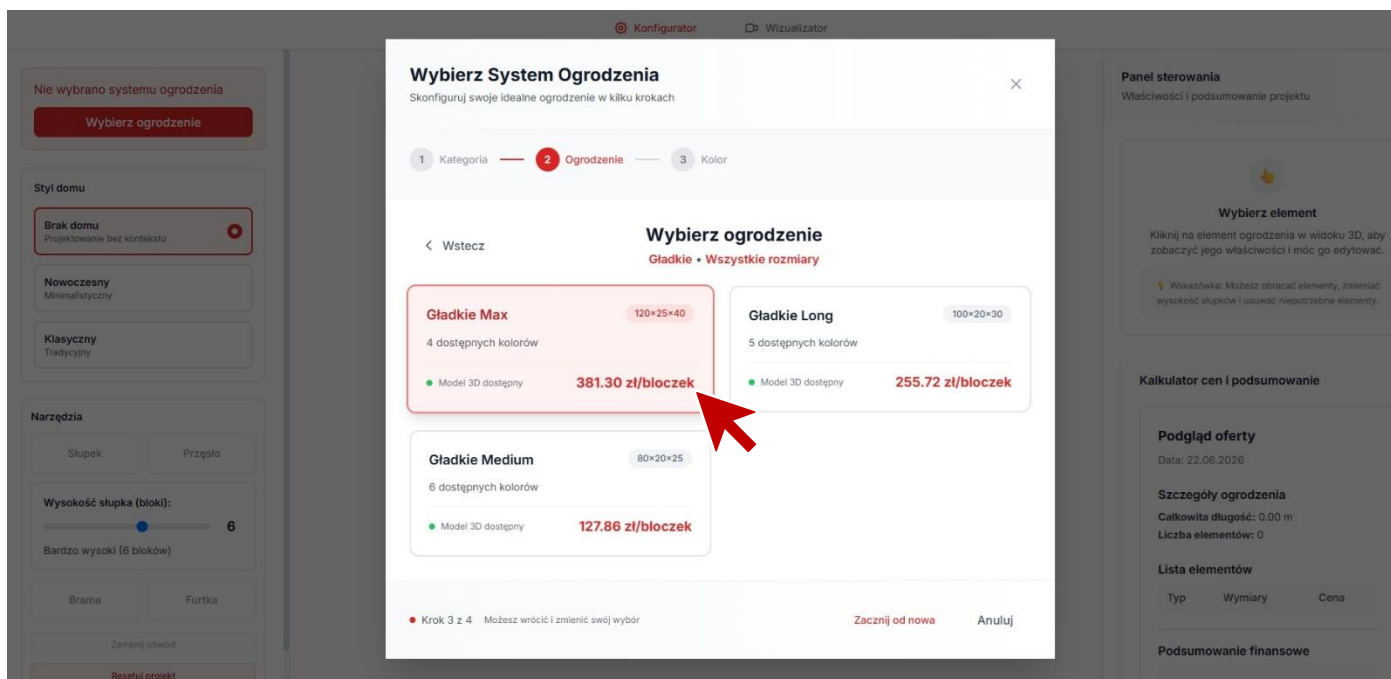 Konfigurator
Wizualizator
Nie wybrano systemu ogrodzenia
Wybierz ogrodzenie
Styl domu
Brak domu
Projektowanie bez kontekstu
Nowoczesny
Minimalistyczny
Klasyczny
Tradycyjny
Narzędzia
Słupek
Przęsło
Wysokość słupka (bloki):
6
Bardzo wysoki (6 bloków)
Brama
Furtka
Zamknij obwód
Resetuj projekt
Wybierz System Ogrodzenia
Skonfiguruj swoje idealne ogrodzenie w kilku krokach
1 Kategoria
2 Ogrodzenie
3 Kolor
Wstecz
Wybierz ogrodzenie
Gładkie • Wszystkie rozmiary
Gładkie Max
120×25×40
4 dostępnych kolorów
Model 3D dostępny
381.30 zł/bloczek
Gładkie Long
100×20×30
5 dostępnych kolorów
Model 3D dostępny
255.72 zł/bloczek
Gładkie Medium
80×20×25
6 dostępnych kolorów
Model 3D dostępny
127.86 zł/bloczek
Krok 3 z 4
Możesz wrócić i zmienić swój wybór
Zacznij od nowa
Anuluj
Panel sterowania
Właściwości i podsumowanie projektu
Wybierz element
Kliknij na element ogrodzenia w widoku 3D, aby
zobaczyć jego właściwości i móc go edytować.
Wskazówka: Możesz obracać elementy, zmieniać
wysokość słupków i usuwać niepotrzebne elementy.
Kalkulator cen i podsumowanie
Podgląd oferty
Data: 22.06.2026
Szczegóły ogrodzenia
Całkowita długość: 0.00 m
Liczba elementów: 0
Lista elementów
Typ Wymiary Cena
Podsumowanie finansowe